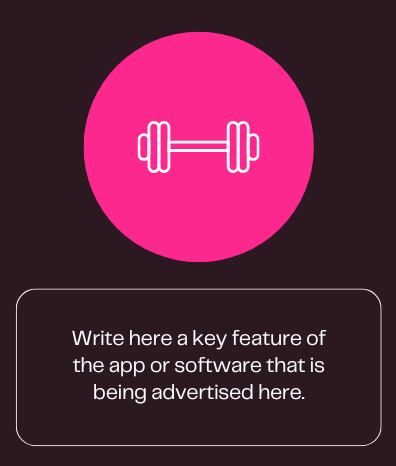 Write here a key feature of
the app or software that is
being advertised here.